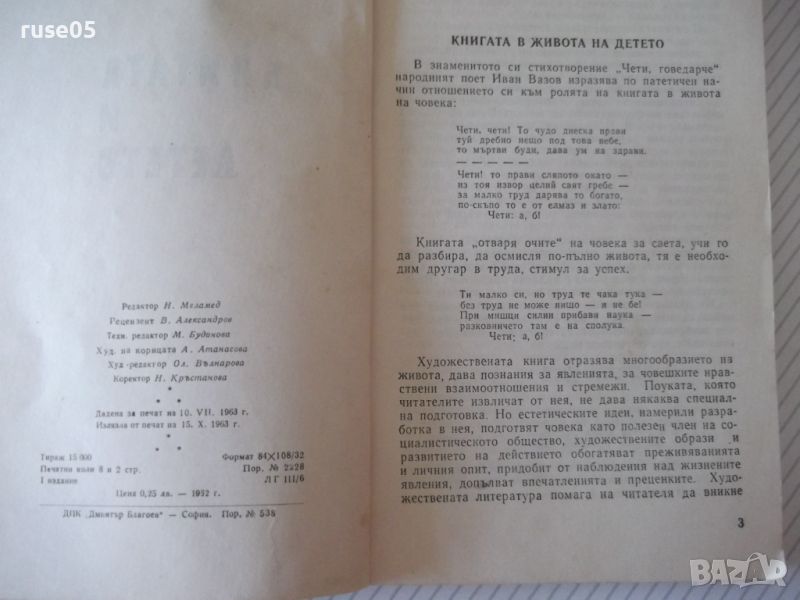 ruse05
Редактор Н. Меламед
Рецензент В. Александров
Техн. редактор М. Буданова
Худ. на корицата А. Атанасова
Худ. редактор Ол. Вълнарова
Коректор Н. Кръстанова
* * *
Дадена за печат на 10. VII. 1963 г.
Излязла от печат на 15. X. 1963 г.
* * *
Тираж 15 000 Формат 84×108/32
Печатни коли 8 и 2 стр. Пор. № 2228
I издание Л Г III/6
Цена 0,25 лв. — 1952 г.
ДПК „Димитър Благоев“ — София. Пор. № 538
КНИГАТА В ЖИВОТА НА ДЕТЕТО
В знаменитото си стихотворение „Чети, говедарче“
народният поет Иван Вазов изразява по патетичен на-
чин отношението си към ролята на книгата в живота
на човека:
Чети, чети! То чудо днеска прави
туй дребно нещо под това небе,
то мъртви буди, дава ум на здрави.
— — — — —
Чети! то прави сляпото окато —
из тоя извор целий свят гребе —
за малко труд дарява то богато,
по-скъпо то е от елмаз и злато:
Чети: а, б!
Книгата „отваря очите“ на човека за света, учи го
да разбира, да осмисля по-пълно живота, тя е необхо-
дим другар в труда, стимул за успех.
Ти малко си, но труд те чака тука —
без труд не може нищо — и не бе!
При мишци силни прибави наука —
разковничето там е на сполука.
Чети; а, б!
Художествената книга отразява многообразието на
живота, дава познания за явленията, за човешките нрав-
ствени взаимоотношения и стремежи. Поуката, която
читателите извличат от нея, не дава някаква специал-
на подготовка. Но естетическите идеи, намерили разра-
ботка в нея, подготвят човека като полезен член на со-
циалистическото общество, художествените образи и
развитието на действието обогатяват преживяванията
и личния опит, придобит от наблюдения над жизнените
явления, допълват впечатленията и преценките. Худо-
жествената литература помага на читателя да вникне
3
BAZAR